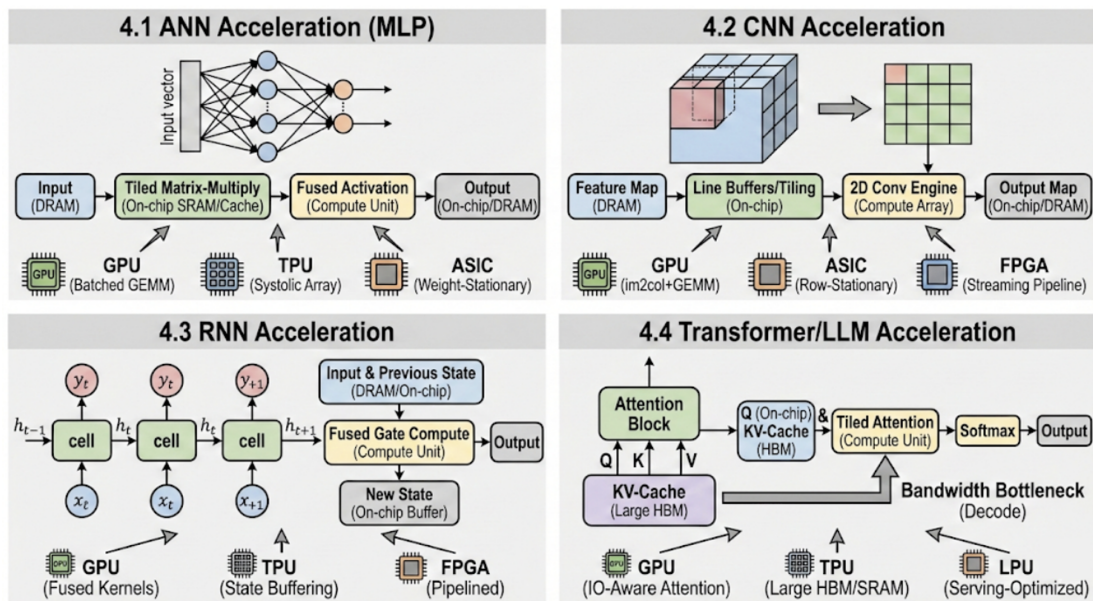 4.1 ANN Acceleration (MLP)
Input vector
Input
(DRAM)
Tiled Matrix-Multiply
(On-chip SRAM/Cache)
Fused Activation
(Compute Unit)
Output
(On-chip/DRAM)
GPU
GPU
(Batched GEMM)
TPU
(Systolic Array)
ASIC
(Weight-Stationary)
4.2 CNN Acceleration
Feature Map
(DRAM)
Line Buffers/Tiling
(On-chip)
2D Conv Engine
(Compute Array)
Output Map
(On-chip/DRAM)
GPU
GPU
(im2col+GEMM)
ASIC
(Row-Stationary)
FPGA
(Streaming Pipeline)
4.3 RNN Acceleration
y_t y_t y_{+1}
h_{t-1} cell h_t cell h_t cell h_{t+1}
x_t x_t x_{+1}
Input & Previous State
(DRAM/On-chip)
Fused Gate Compute
(Compute Unit)
Output
New State
(On-chip Buffer)
GPU
(Fused Kernels)
TPU
(State Buffering)
FPGA
(Pipelined)
4.4 Transformer/LLM Acceleration
Attention
Block
Q K V
KV-Cache
(Large HBM)
Q (On-chip) &
KV-Cache
(HBM)
Tiled Attention
(Compute Unit)
Softmax
Output
Bandwidth Bottleneck
(Decode)
GPU
GPU
(IO-Aware Attention)
TPU
(Large HBM/SRAM)
LPU
(Serving-Optimized)